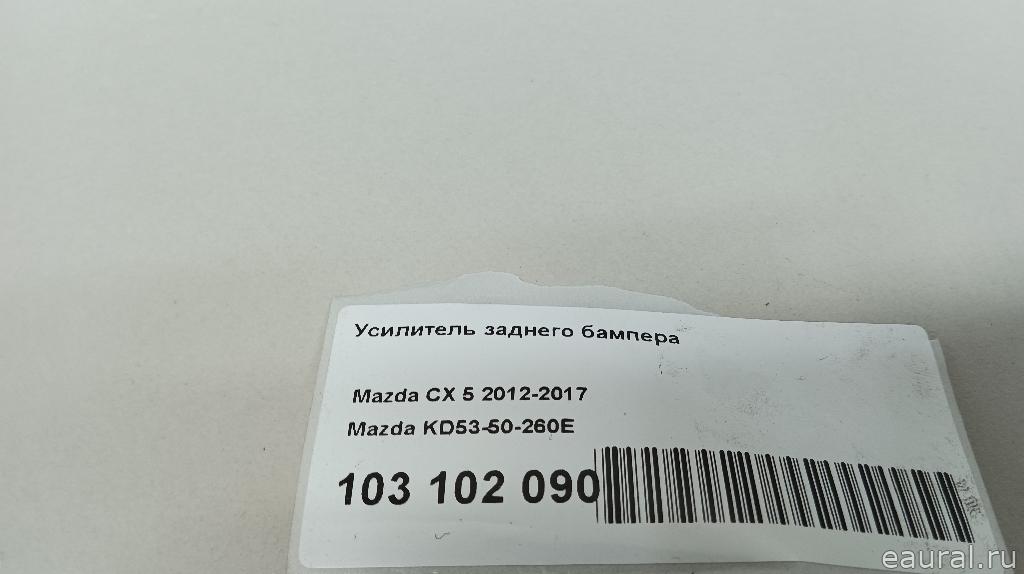 Усилитель заднего бампера
Mazda CX 5 2012-2017
Mazda KD53-50-260E
103 102 090
eaural.ru